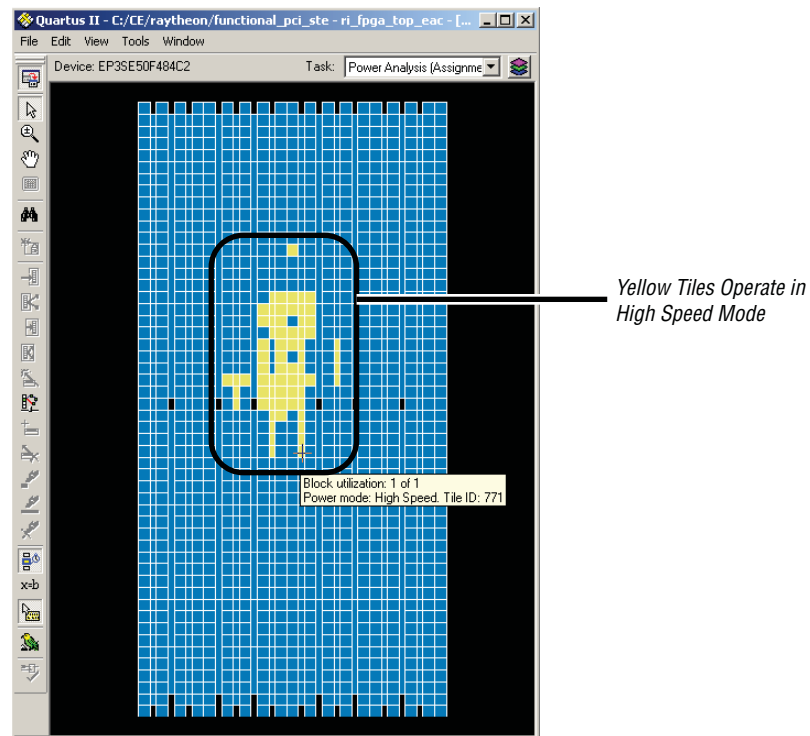 Quartus II - C:/CE/raytheon/functional_pci_ste - ri_fpga_top_eac - [...
File Edit View Tools Window
Device: EP3SE50F484C2 Task: Power Analysis (Assignme
Yellow Tiles Operate in
High Speed Mode
Block utilization: 1 of 1
Power mode: High Speed. Tile ID: 771
x=b